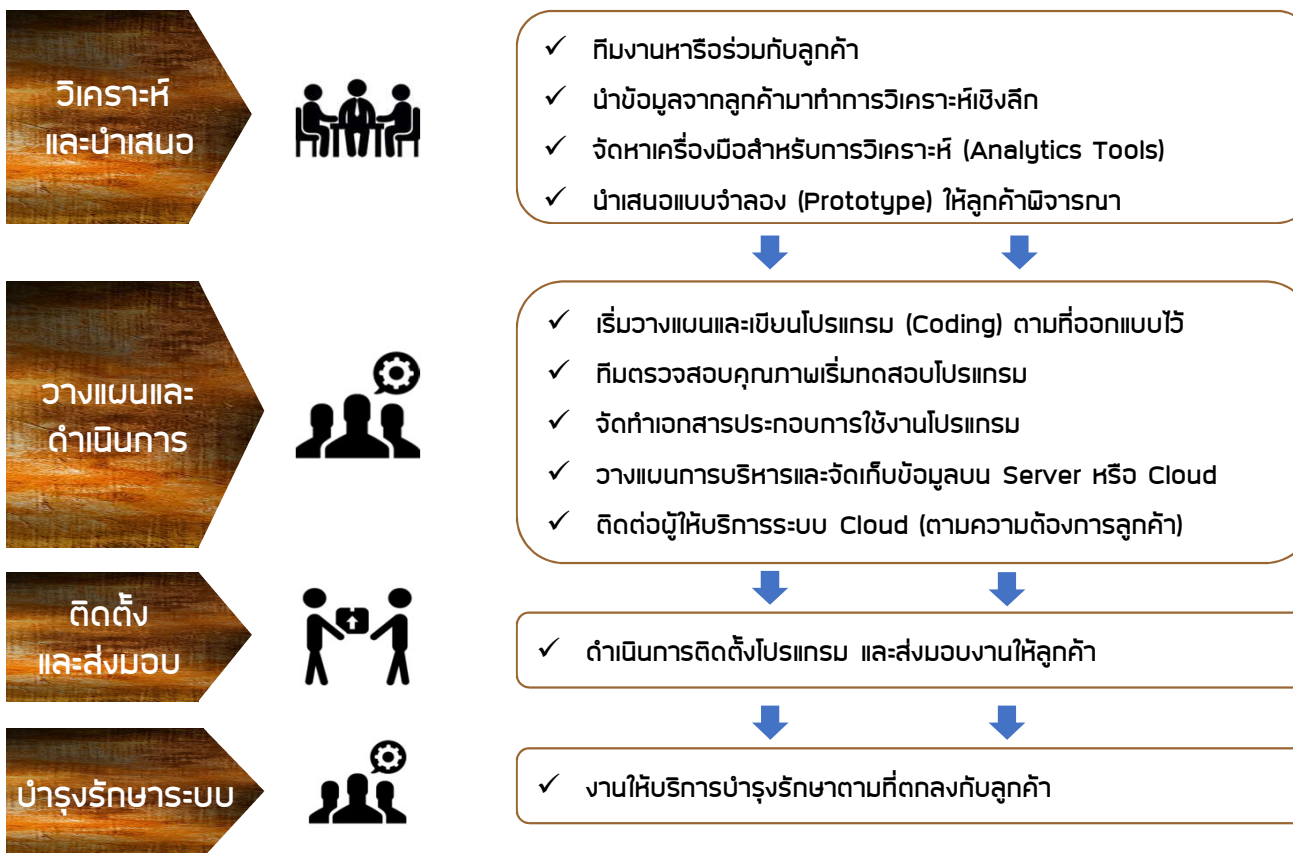 วิเคราะห์
และนำเสนอ
✓ ทีมงานหารือร่วมกับลูกค้า
✓ นำข้อมูลจากลูกค้ามาทำการวิเคราะห์เชิงลึก
✓ จัดหาเครื่องมือสำหรับการวิเคราะห์ (Analytics Tools)
✓ นำเสนอแบบจำลอง (Prototype) ให้ลูกค้าพิจารณา
วางแผนและ
ดำเนินการ
✓ เริ่มวางแผนและเขียนโปรแกรม (Coding) ตามที่ออกแบบไว้
✓ ทีมตรวจสอบคุณภาพเริ่มทดสอบโปรแกรม
✓ จัดทำเอกสารประกอบการใช้งานโปรแกรม
✓ วางแผนการบริหารและจัดเก็บข้อมูลบน Server หรือ Cloud
✓ ติดต่อผู้ให้บริการระบบ Cloud (ตามความต้องการลูกค้า)
ติดตั้ง
และส่งมอบ
✓ ดำเนินการติดตั้งโปรแกรม และส่งมอบงานให้ลูกค้า
บำรุงรักษาระบบ
✓ งานให้บริการบำรุงรักษาตามที่ตกลงกับลูกค้า